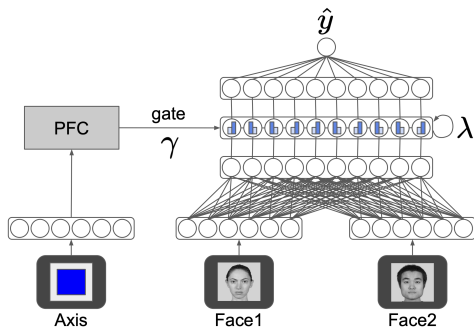 ŷ
PFC
gate
γ
λ
Axis
Face1
Face2